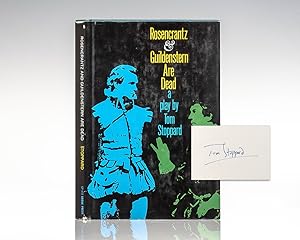 ROSENCRANTZ AND GUILDENSTERN ARE DEAD STOPPARD
Rosencrantz
&
Guildenstern
Are
Dead
a
play by
Tom
Stoppard
Tom Stoppard